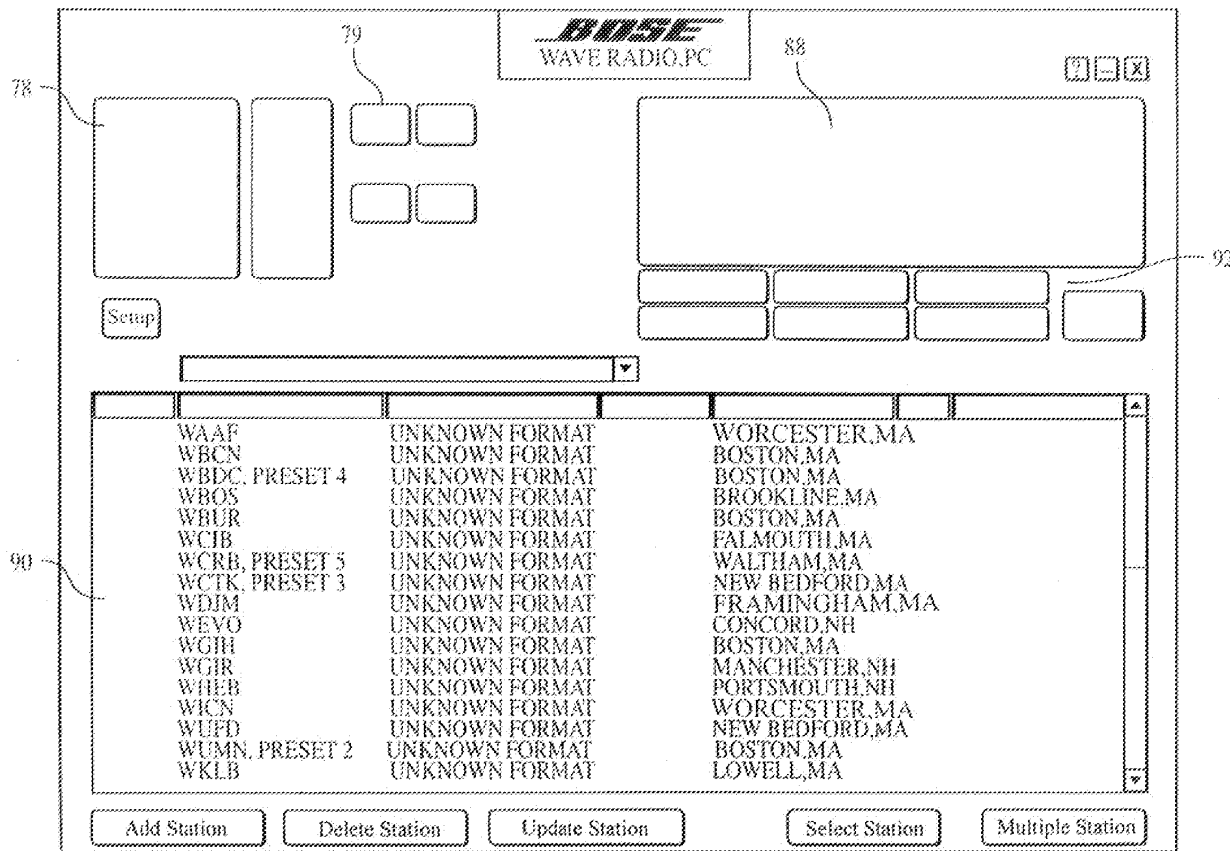 BOSE
WAVE RADIO,PC
79
88
? — X
78
92
Setup
WAAF UNKNOWN FORMAT WORCESTER,MA
WBCN UNKNOWN FORMAT BOSTON,MA
WBDC, PRESET 4 UNKNOWN FORMAT BOSTON,MA
WBOS UNKNOWN FORMAT BROOKLINE,MA
WBUR UNKNOWN FORMAT BOSTON,MA
WCIB UNKNOWN FORMAT FALMOUTH,MA
WCRB, PRESET 5 UNKNOWN FORMAT WALTHAM,MA
WCTK, PRESET 3 UNKNOWN FORMAT NEW BEDFORD,MA
WDJM UNKNOWN FORMAT FRAMINGHAM,MA
WEVO UNKNOWN FORMAT CONCORD,NH
WGIH UNKNOWN FORMAT BOSTON,MA
WGIR UNKNOWN FORMAT MANCHESTER,NH
WHEB UNKNOWN FORMAT PORTSMOUTH,NH
WICN UNKNOWN FORMAT WORCESTER,MA
WUFD UNKNOWN FORMAT NEW BEDFORD,MA
WUMN, PRESET 2 UNKNOWN FORMAT BOSTON,MA
WKLB UNKNOWN FORMAT LOWELL,MA
90
Add Station Delete Station Update Station Select Station Multiple Station